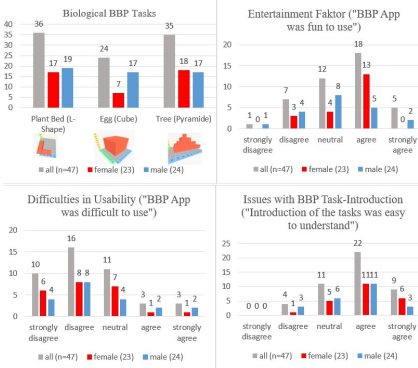 Biological BBP Tasks
40
35
30
25
20
15
10
5
0
36
17
19
24
7
17
35
18
17
Plant Bed (L-
Shape)
Egg (Cube)
Tree (Pyramide)
all (n=47)
female (23)
male (24)
Entertainment Faktor ("BBP App
was fun to use")
20
15
10
5
0
1
0
1
7
3
4
12
4
8
18
13
5
5
0
2
strongly
disagree
disagree
neutral
agree
strongly
agree
all (n=47)
female (23)
male (24)
Difficulties in Usability ("BBP App
was difficult to use")
20
15
10
5
0
10
6
4
16
8
8
11
7
4
3
1
2
3
1
2
strongly
disagree
disagree
neutral
agree
strongly
agree
all (n=47)
female (23)
male (24)
Issues with BBP Task-Introduction
("Introduction of the tasks was easy
to understand")
25
20
15
10
5
0
0 0 0
4
1
3
11
5
6
22
11
11
9
6
3
strongly
disagree
disagree
neutral
agree
strongly
agree
all (n=47)
female (23)
male (24)